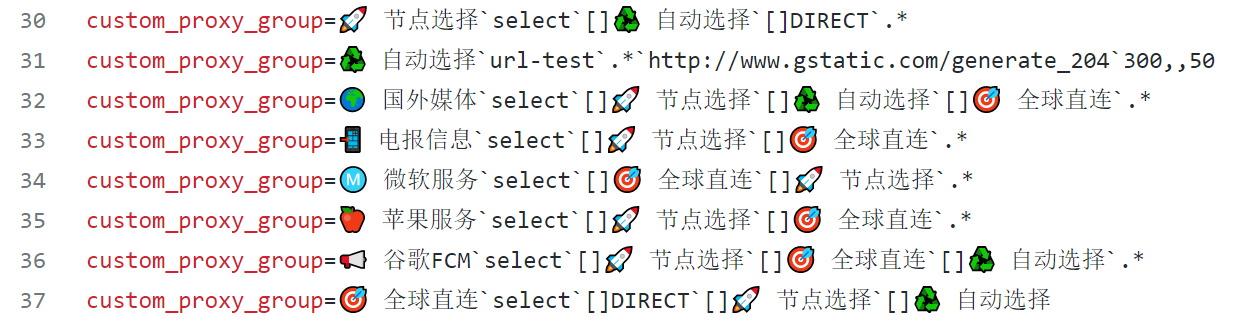 30 custom_proxy_group=🚀 节点选择`select`[]♻️ 自动选择`[]DIRECT`.*
31 custom_proxy_group=♻️ 自动选择`url-test`.*`http://www.gstatic.com/generate_204`300,,50
32 custom_proxy_group=🌍 国外媒体`select`[]🚀 节点选择`[]♻️ 自动选择`[]🎯 全球直连`.*
33 custom_proxy_group=📲 电报信息`select`[]🚀 节点选择`[]🎯 全球直连`.*
34 custom_proxy_group=Ⓜ️ 微软服务`select`[]🎯 全球直连`[]🚀 节点选择`.*
35 custom_proxy_group=🍎 苹果服务`select`[]🚀 节点选择`[]🎯 全球直连`.*
36 custom_proxy_group=📢 谷歌FCM`select`[]🚀 节点选择`[]🎯 全球直连`[]♻️ 自动选择`.*
37 custom_proxy_group=🎯 全球直连`select`[]DIRECT`[]🚀 节点选择`[]♻️ 自动选择